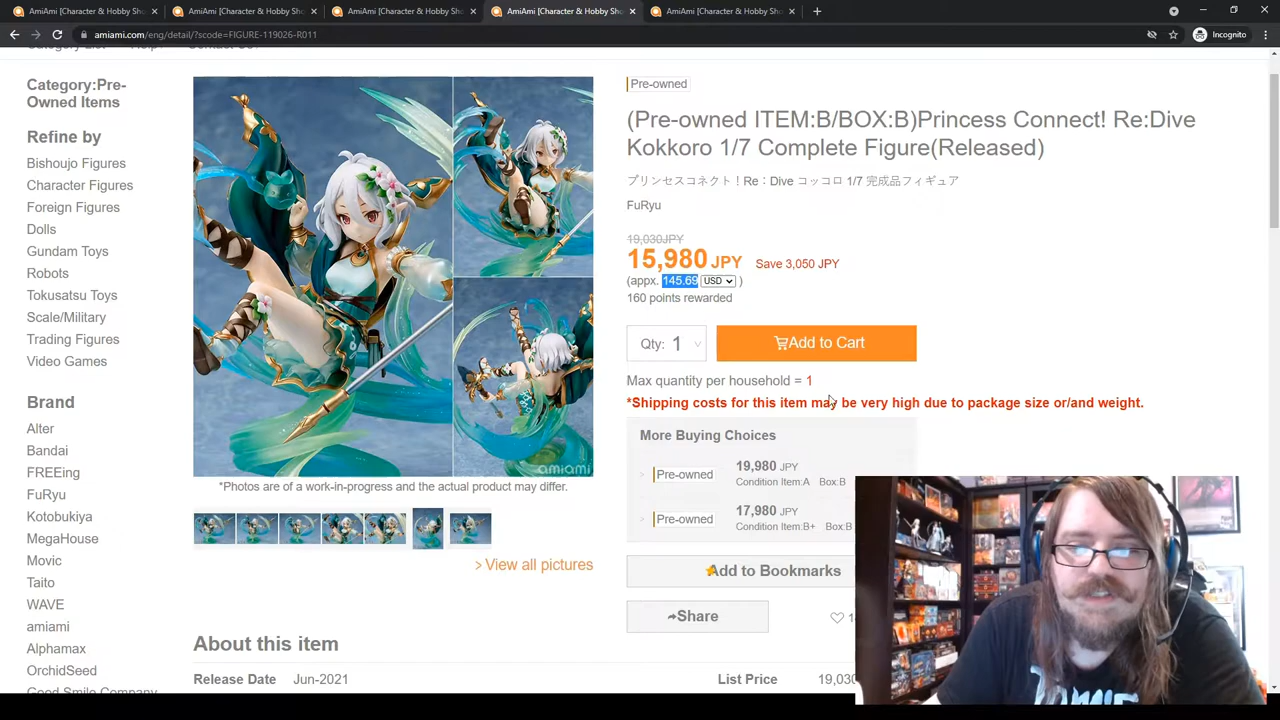 AmiAmi [Character & Hobby Sho
AmiAmi [Character & Hobby Sho
AmiAmi [Character & Hobby Sho
AmiAmi [Character & Hobby Sho
AmiAmi [Character & Hobby Sho
amiami.com/eng/detail/?scode=FIGURE-119026-R011
Incognito
Category:Pre-
Owned Items
Refine by
Bishoujo Figures
Character Figures
Foreign Figures
Dolls
Gundam Toys
Robots
Tokusatsu Toys
Scale/Military
Trading Figures
Video Games
Brand
Alter
Bandai
FREEing
FuRyu
Kotobukiya
MegaHouse
Movic
Taito
WAVE
amiami
Alphamax
OrchidSeed
Good Smile Company
amiami
*Photos are of a work-in-progress and the actual product may differ.
> View all pictures
Pre-owned
(Pre-owned ITEM:B/BOX:B)Princess Connect! Re:Dive
Kokkoro 1/7 Complete Figure(Released)
プリンセスコネクト！Re：Dive コッコロ 1/7 完成品フィギュア
FuRyu
19,030JPY
15,980 JPY Save 3,050 JPY
(appx. 145.69 USD )
160 points rewarded
Qty: 1 Add to Cart
Max quantity per household = 1
*Shipping costs for this item may be very high due to package size or/and weight.
More Buying Choices
Pre-owned 19,980 JPY
Condition Item:A Box:B
Pre-owned 17,980 JPY
Condition Item:B+ Box:B
Add to Bookmarks
Share
About this item
Release Date Jun-2021 List Price 19,030